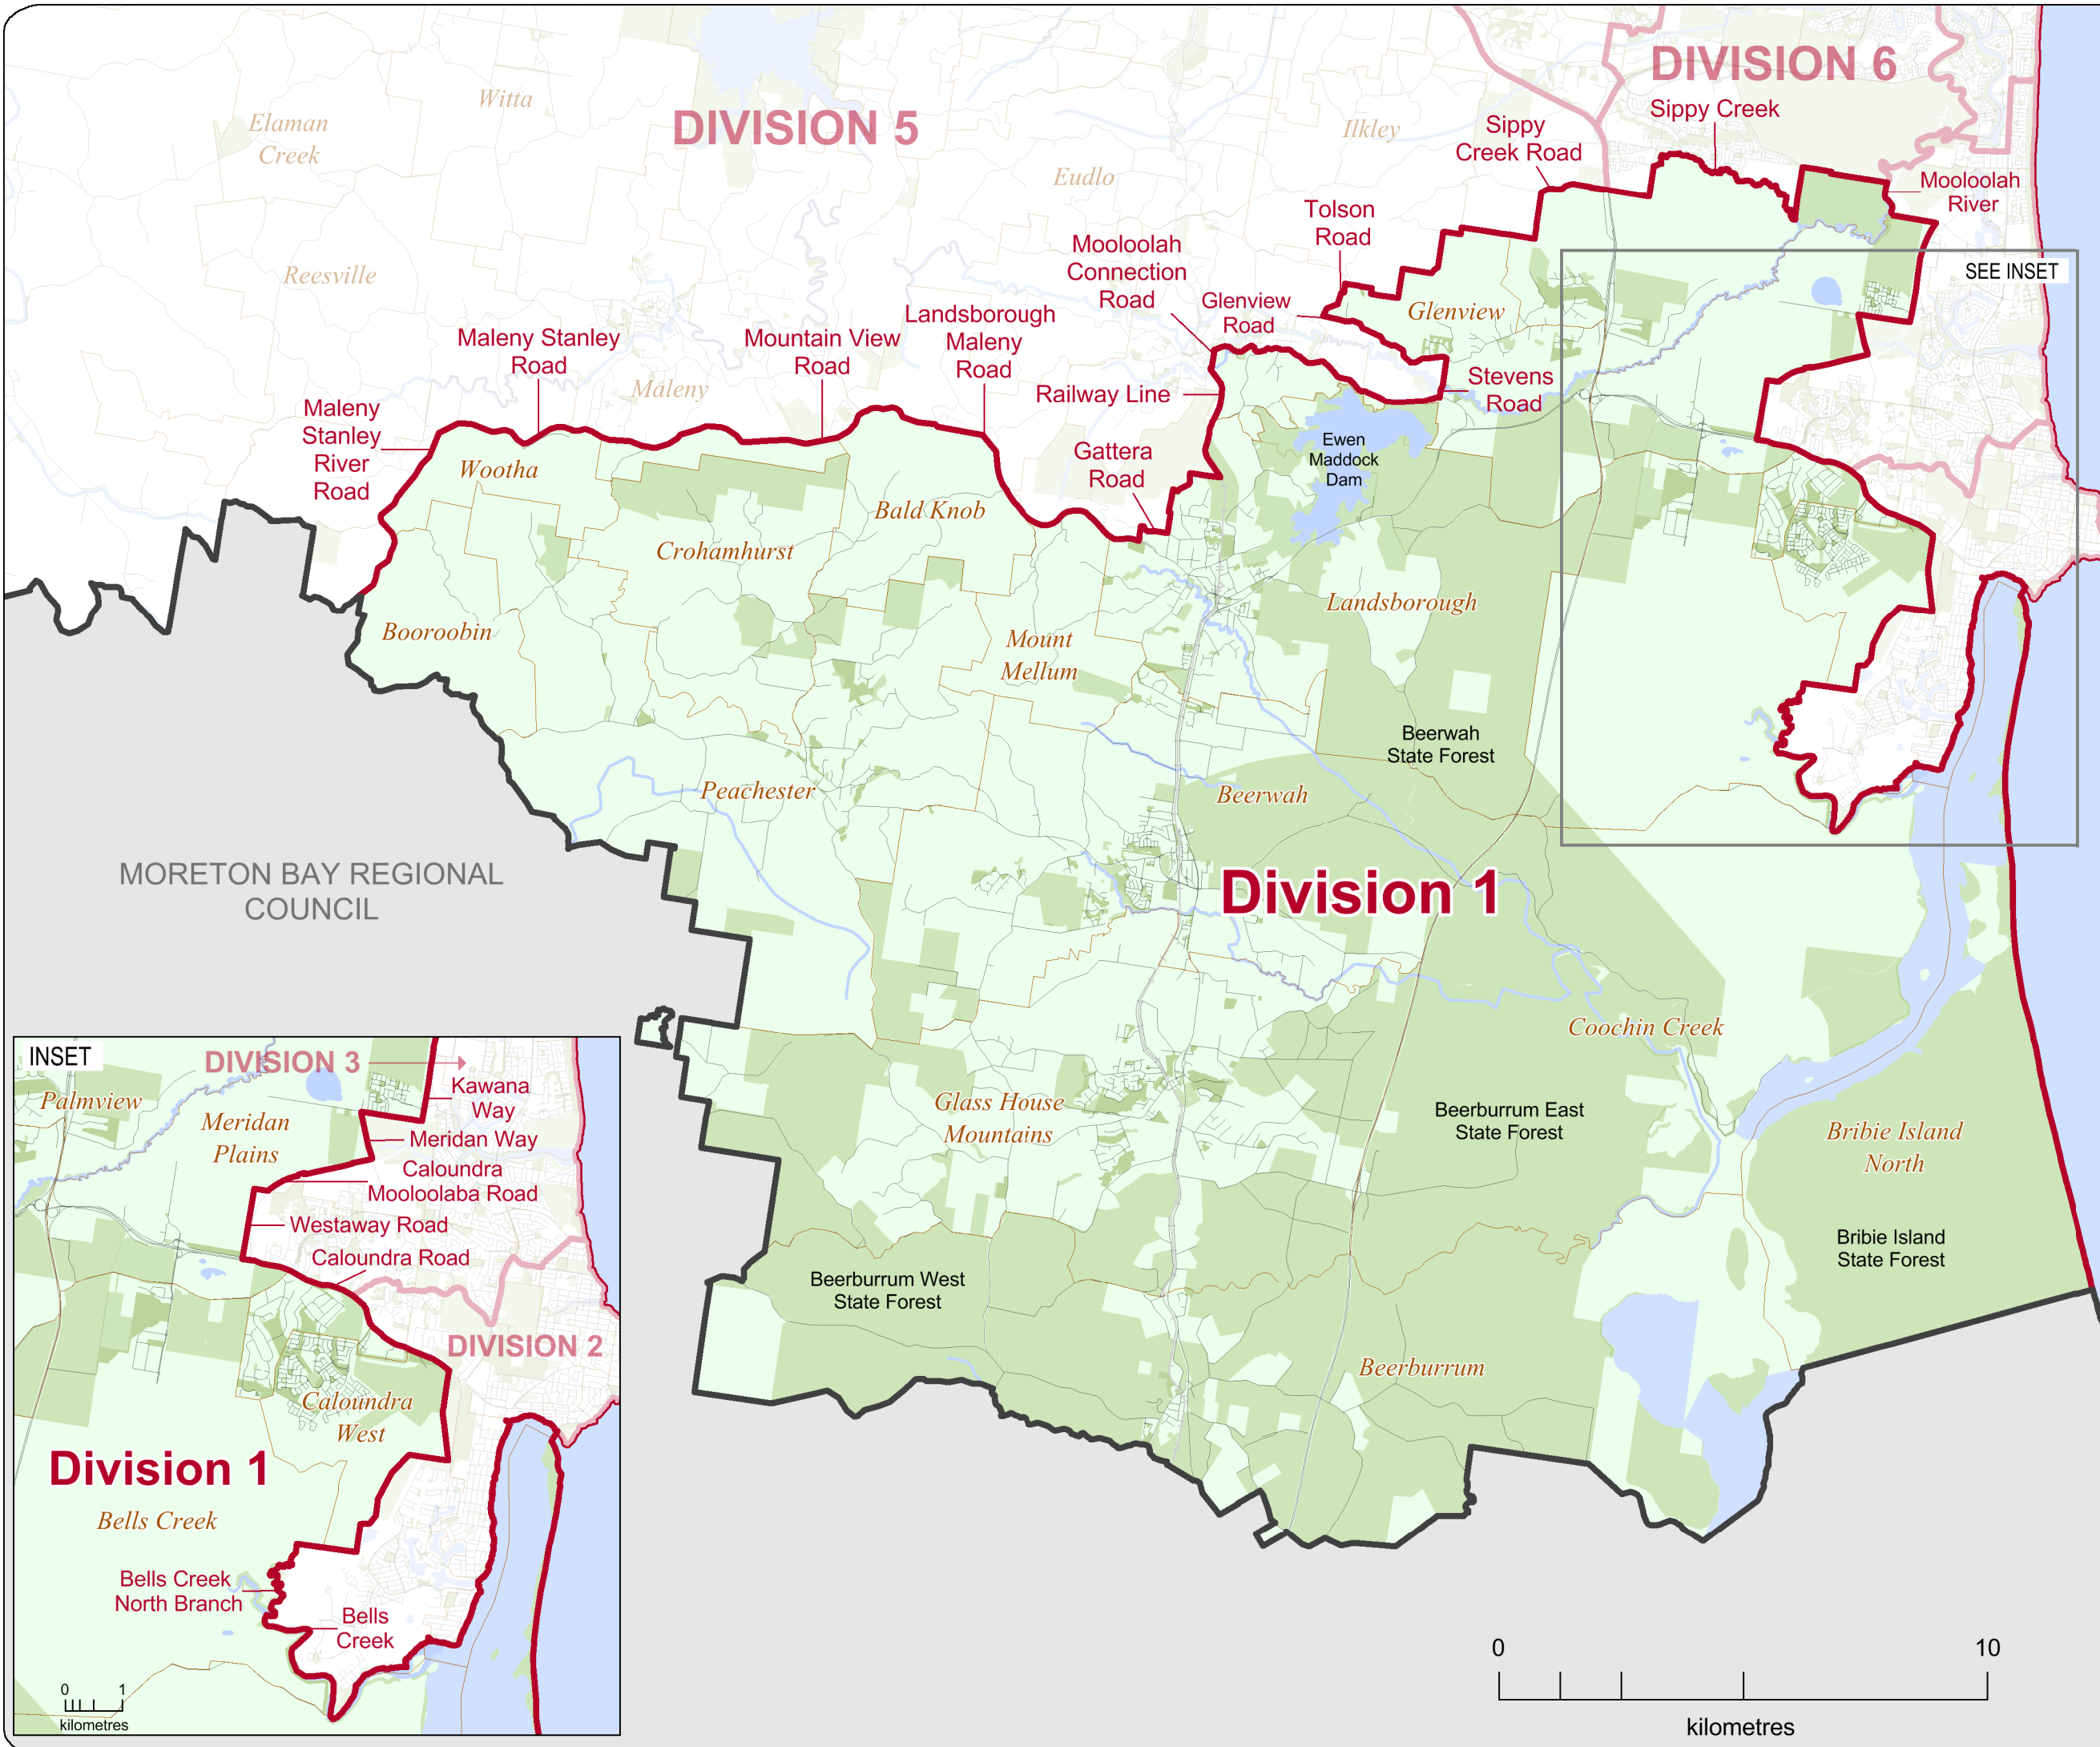 DIVISION 6
Sippy Creek
Witta
Elaman
Creek
DIVISION 5
Ilkley
Sippy
Creek Road
Eudlo
Mooloolah
River
Tolson
Road
Mooloolah
Connection
Road
Reesville
SEE INSET
Glenview
Road
Glenview
Landsborough
Maleny
Road
Maleny Stanley
Road
Mountain View
Road
Maleny
Railway Line
Stevens
Road
Maleny
Stanley
River
Road
Ewen
Maddock
Dam
Gattera
Road
Wootha
Bald Knob
Crohamhurst
Landsborough
Booroobin
Mount
Mellum
Beerwah
State Forest
Peachester
Beerwah
MORETON BAY REGIONAL
COUNCIL
Division 1
Coochin Creek
Glass House
Mountains
Beerburrum East
State Forest
Bribie Island
North
Bribie Island
State Forest
Beerburrum West
State Forest
Beerburrum
INSET
DIVISION 3
Kawana
Way
Palmview
Meridan
Plains
Meridan Way
Caloundra
Mooloolaba Road
Westaway Road
Caloundra Road
DIVISION 2
Caloundra
West
Division 1
Bells Creek
Bells Creek
North Branch
Bells
Creek
0 1
kilometres
0 10
kilometres